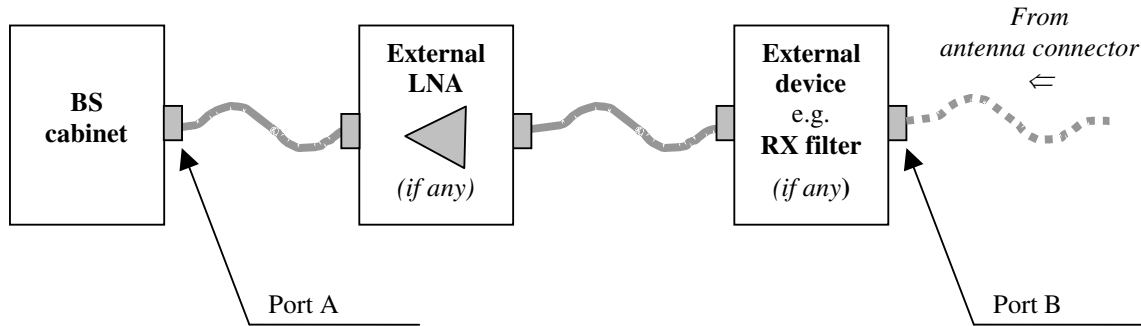 BS
cabinet
External
LNA
(if any)
External
device
e.g.
RX filter
(if any)
From
antenna connector
⇐
Port A
Port B